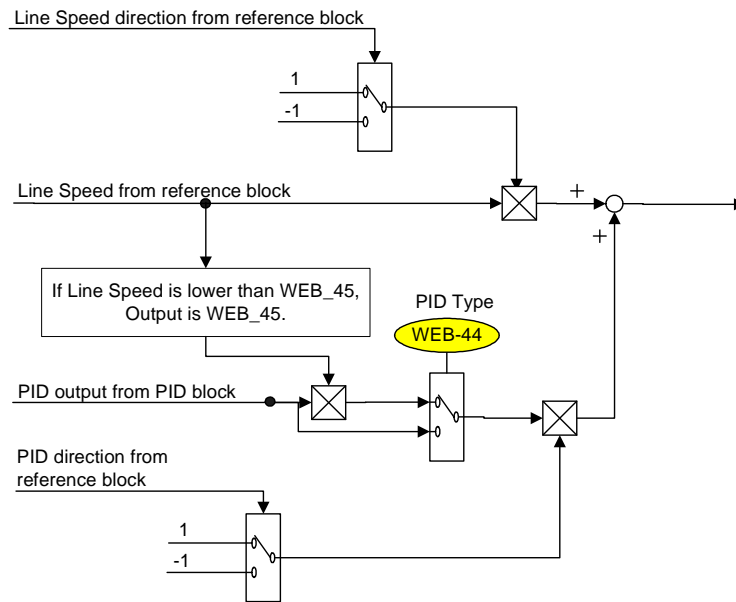 Line Speed direction from reference block
1
-1
Line Speed from reference block
+
+
If Line Speed is lower than WEB_45,
Output is WEB_45.
PID Type
WEB-44
PID output from PID block
PID direction from
reference block
1
-1